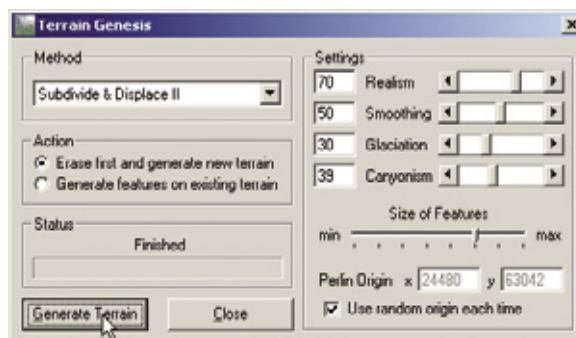 Terrain Genesis
Method
Subdivide & Displace II
Action
Erase first and generate new terrain
Generate features on existing terrain
Status
Finished
Generate Terrain
Close
Settings
70 Realism
50 Smoothing
30 Glaciation
39 Canyonism
Size of Features
min max
Perlin Origin x 24480 y 63042
Use random origin each time